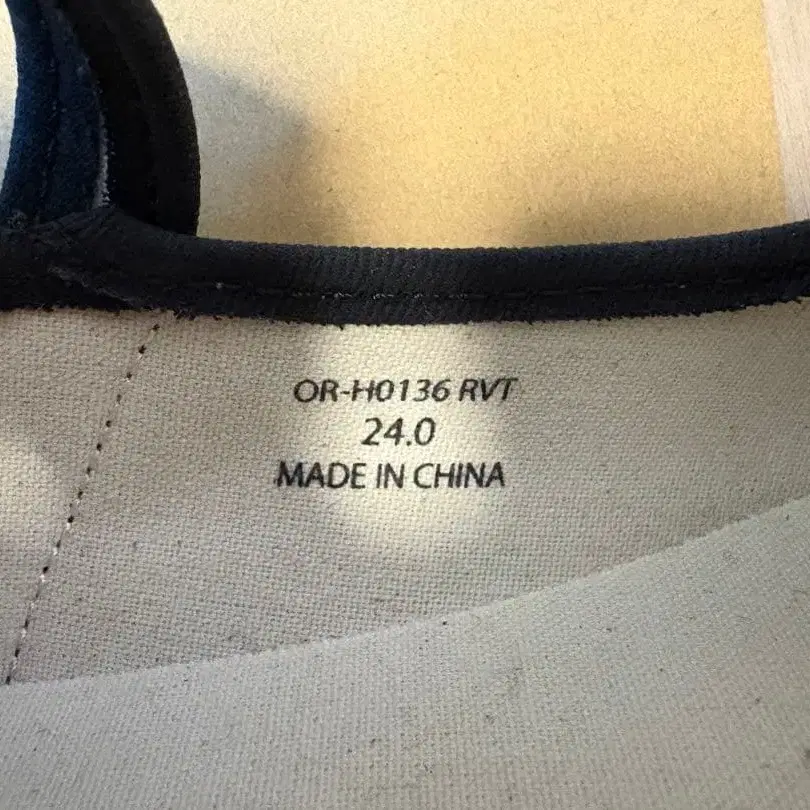 OR-H0136 RVT
24.0
MADE IN CHINA